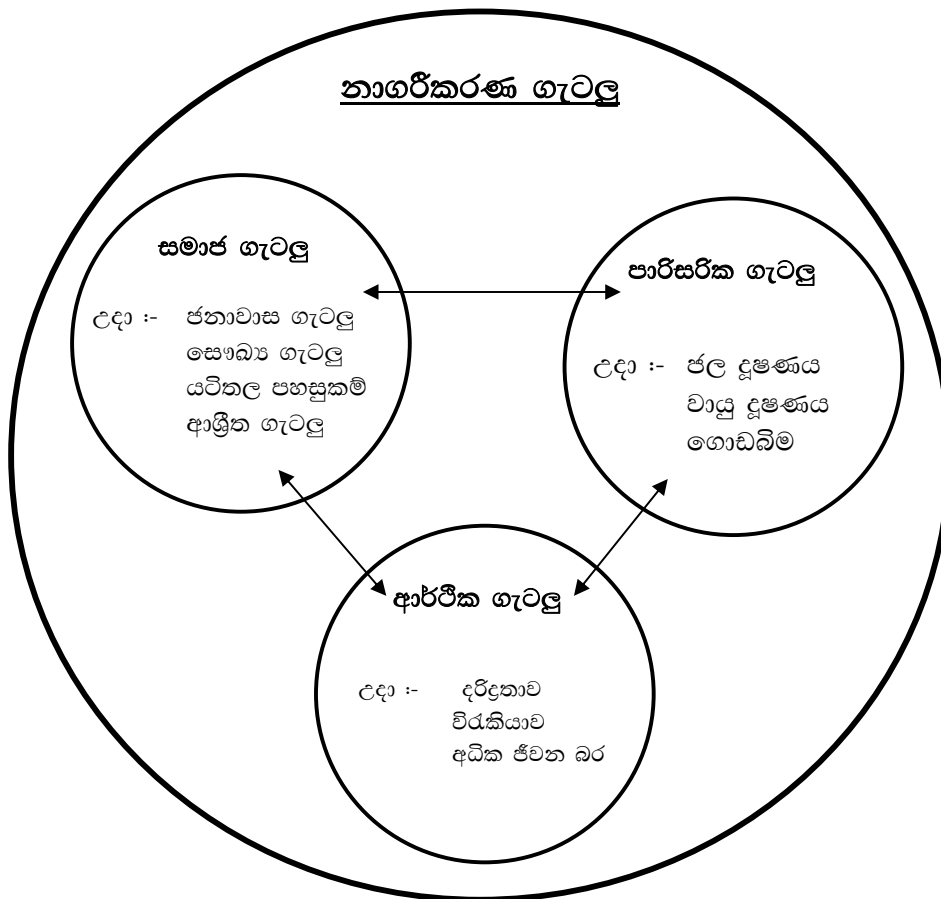 නාගරීකරණ ගැටලු
සමාජ ගැටලු
උදා :- ජනාවාස ගැටලු
සෞඛ්‍ය ගැටලු
යටිතල පහසුකම්
ආශ්‍රීත ගැටලු
පාරිසරික ගැටලු
උදා :- ජල දූෂණය
වායු දූෂණය
ගොඩබිම
ආර්ථික ගැටලු
උදා :- දරිද්‍රතාව
විරැකියාව
අධික ජීවන බර